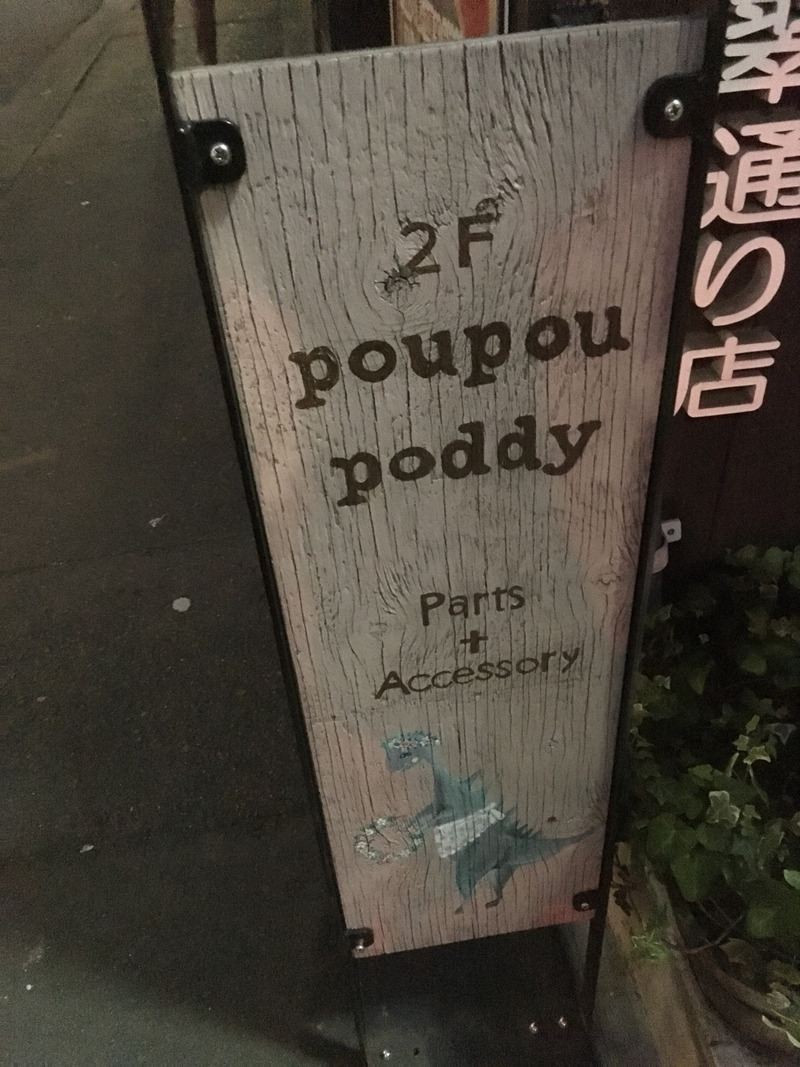 2F
poupou
poddy
Parts
+
Accessory
通り店